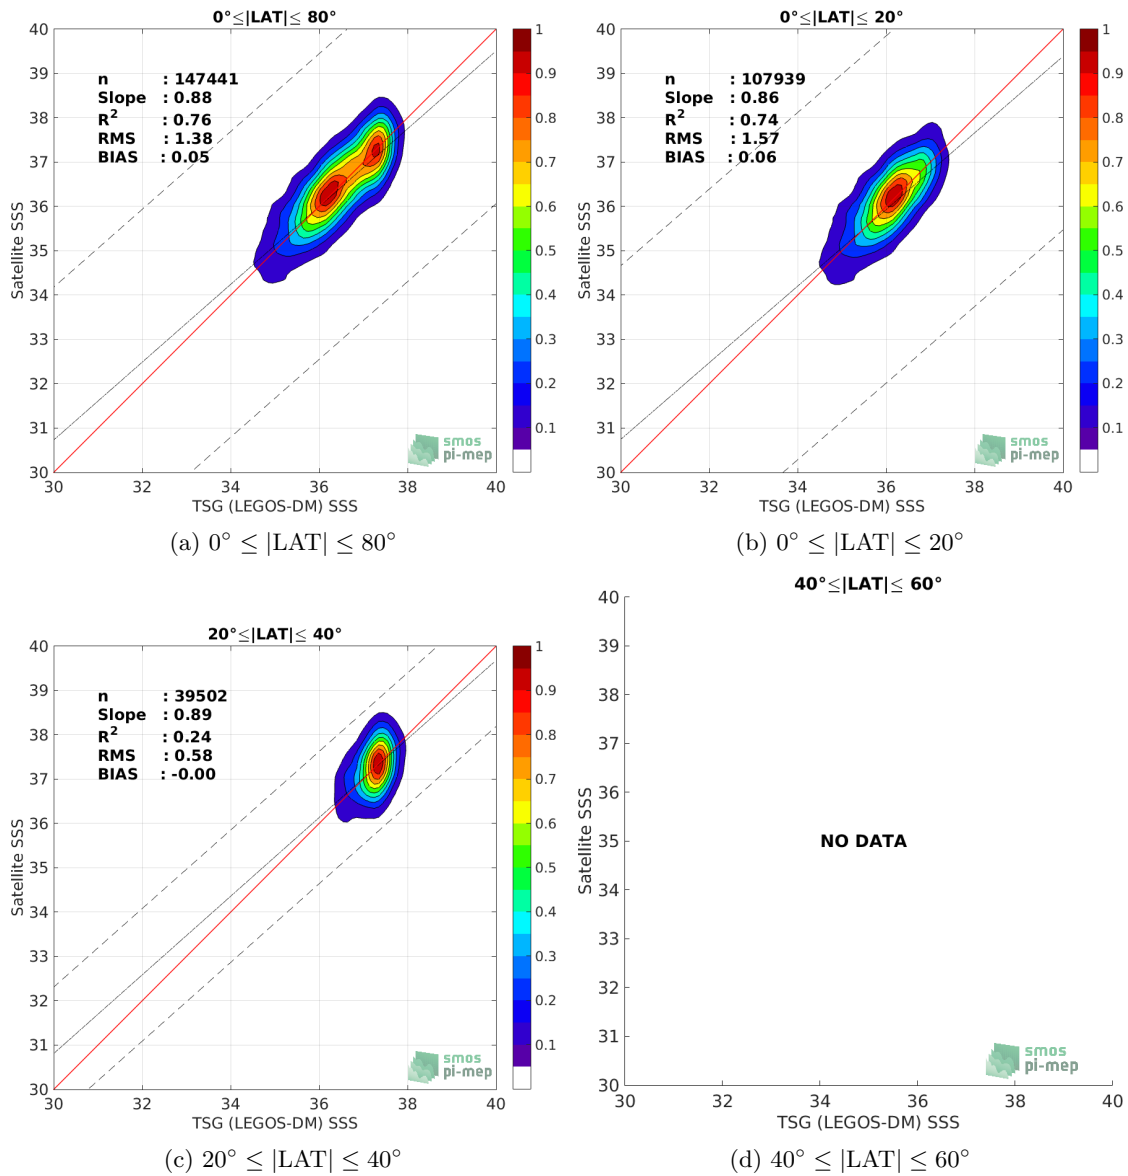 0°≤|LAT|≤ 80°
n : 147441
Slope : 0.88
R² : 0.76
RMS : 1.38
BIAS : 0.05
40
39
38
37
36
35
34
33
32
31
30
30 32 34 36 38 40
Satellite SSS
TSG (LEGOS-DM) SSS
1
0.9
0.8
0.7
0.6
0.5
0.4
0.3
0.2
0.1
smos
pi-mep
(a) 0° ≤ |LAT| ≤ 80°
0°≤|LAT|≤ 20°
n : 107939
Slope : 0.86
R² : 0.74
RMS : 1.57
BIAS : 0.06
40
39
38
37
36
35
34
33
32
31
30
30 32 34 36 38 40
Satellite SSS
TSG (LEGOS-DM) SSS
1
0.9
0.8
0.7
0.6
0.5
0.4
0.3
0.2
0.1
smos
pi-mep
(b) 0° ≤ |LAT| ≤ 20°
20°≤|LAT|≤ 40°
n : 39502
Slope : 0.89
R² : 0.24
RMS : 0.58
BIAS : -0.00
40
39
38
37
36
35
34
33
32
31
30
30 32 34 36 38 40
Satellite SSS
TSG (LEGOS-DM) SSS
1
0.9
0.8
0.7
0.6
0.5
0.4
0.3
0.2
0.1
smos
pi-mep
(c) 20° ≤ |LAT| ≤ 40°
40°≤|LAT|≤ 60°
40
39
38
37
36
35
34
33
32
31
30
30 32 34 36 38 40
Satellite SSS
NO DATA
TSG (LEGOS-DM) SSS
smos
pi-mep
(d) 40° ≤ |LAT| ≤ 60°